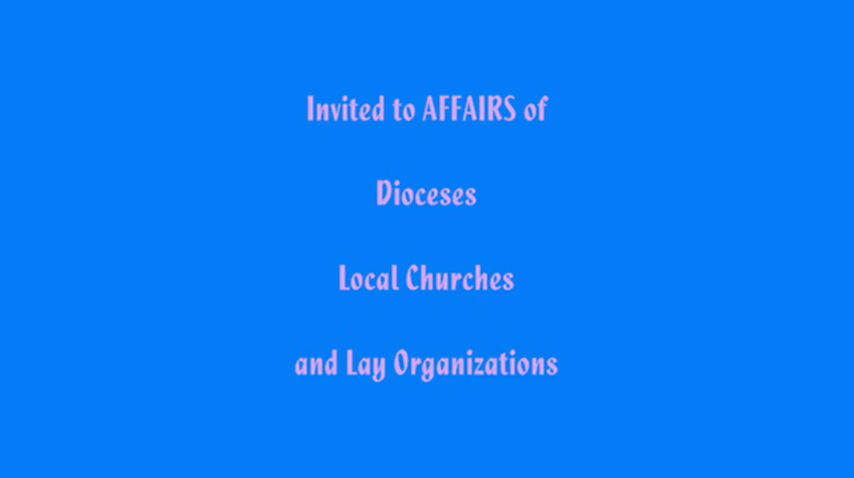 Invited to AFFAIRS of
Dioceses
Local Churches
and Lay Organizations